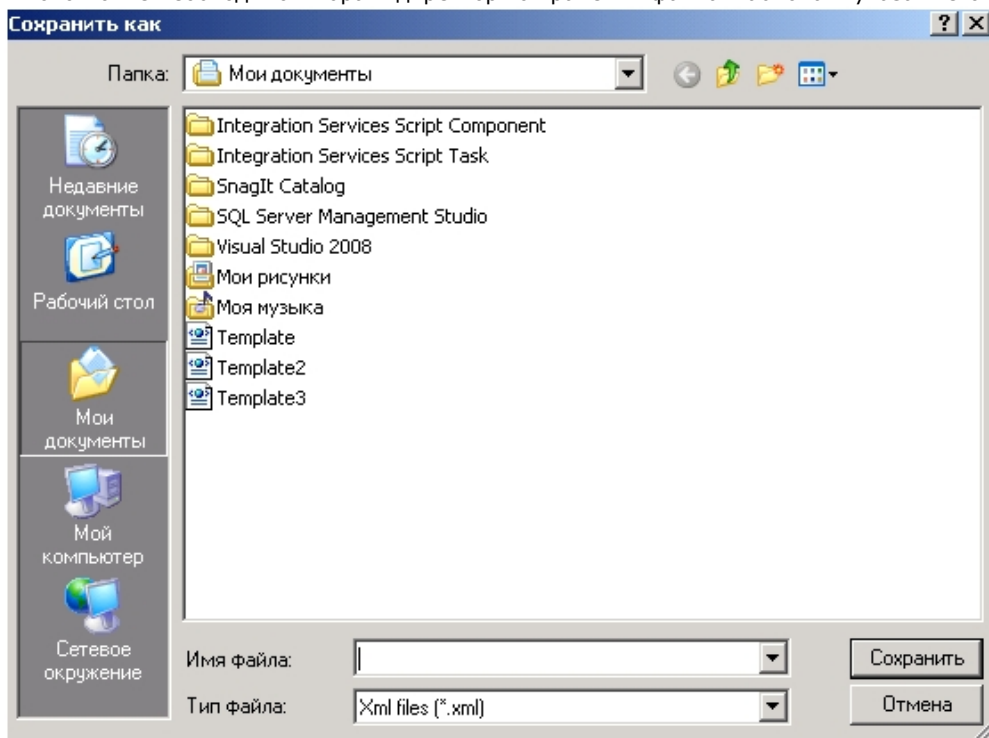 Сохранить как
Папка:
Мои документы
Недавние
документы
Рабочий стол
Мои
документы
Мой
компьютер
Сетевое
окружение
Integration Services Script Component
Integration Services Script Task
SnagIt Catalog
SQL Server Management Studio
Visual Studio 2008
Мои рисунки
Моя музыка
Template
Template2
Template3
Имя файла:
Сохранить
Тип файла:
Xml files (*.xml)
Отмена